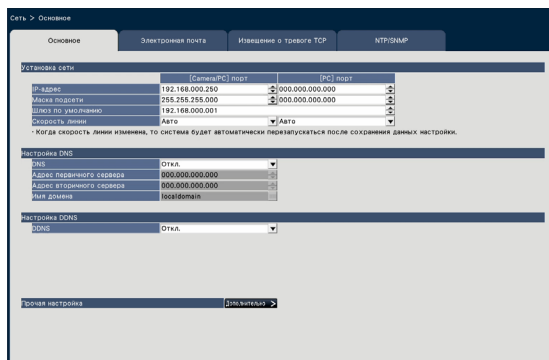 Сеть > Основное
Основное Электронная почта Извещение о тревоге TCP NTP/SNMP
Установка сети
[Camera/PC] порт [PC] порт
IP-адрес 192.168.000.250 000.000.000.000
Маска подсети 255.255.255.000 000.000.000.000
Шлюз по умолчанию 192.168.000.001
Скорость линии Авто Авто
· Когда скорость линии изменена, то система будет автоматически перезапускаться после сохранения данных настройки.
Настройка DNS
DNS Откл.
Адрес первичного сервера 000.000.000.000
Адрес вторичного сервера 000.000.000.000
Имя домена localdomain
Настройка DDNS
DDNS Откл.
Прочая настройка Дополнительно >